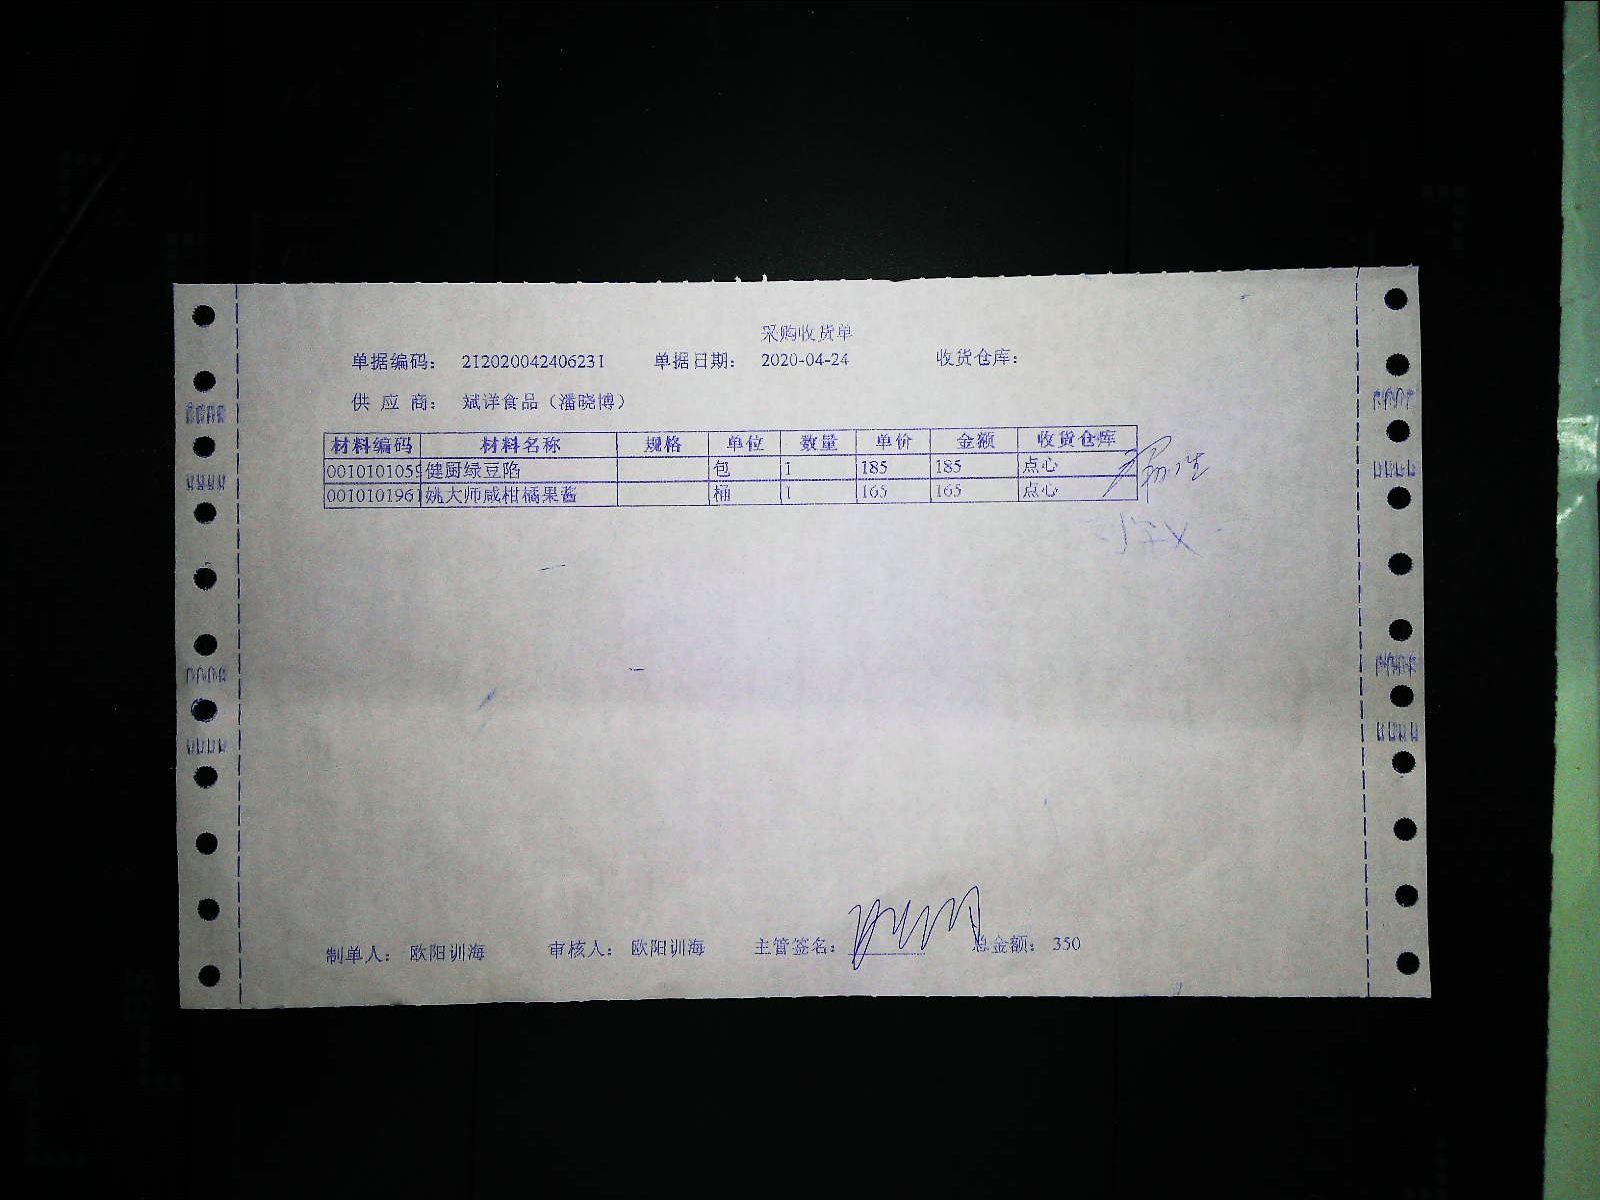 采购收货单
单据编码： 212020042406231 单据日期： 2020-04-24 收货仓库：
供 应 商： 斌洋食品（潘晓博）
材料编码 材料名称 规格 单位 数量 单价 金额 收货仓库
001010105 健厨绿豆陷 包 1 185 185 点心
001010196 姚大师咸柑橘果酱 桶 1 165 165 点心
制单人： 欧阳训海 审核人： 欧阳训海 主管签名： 总金额： 350